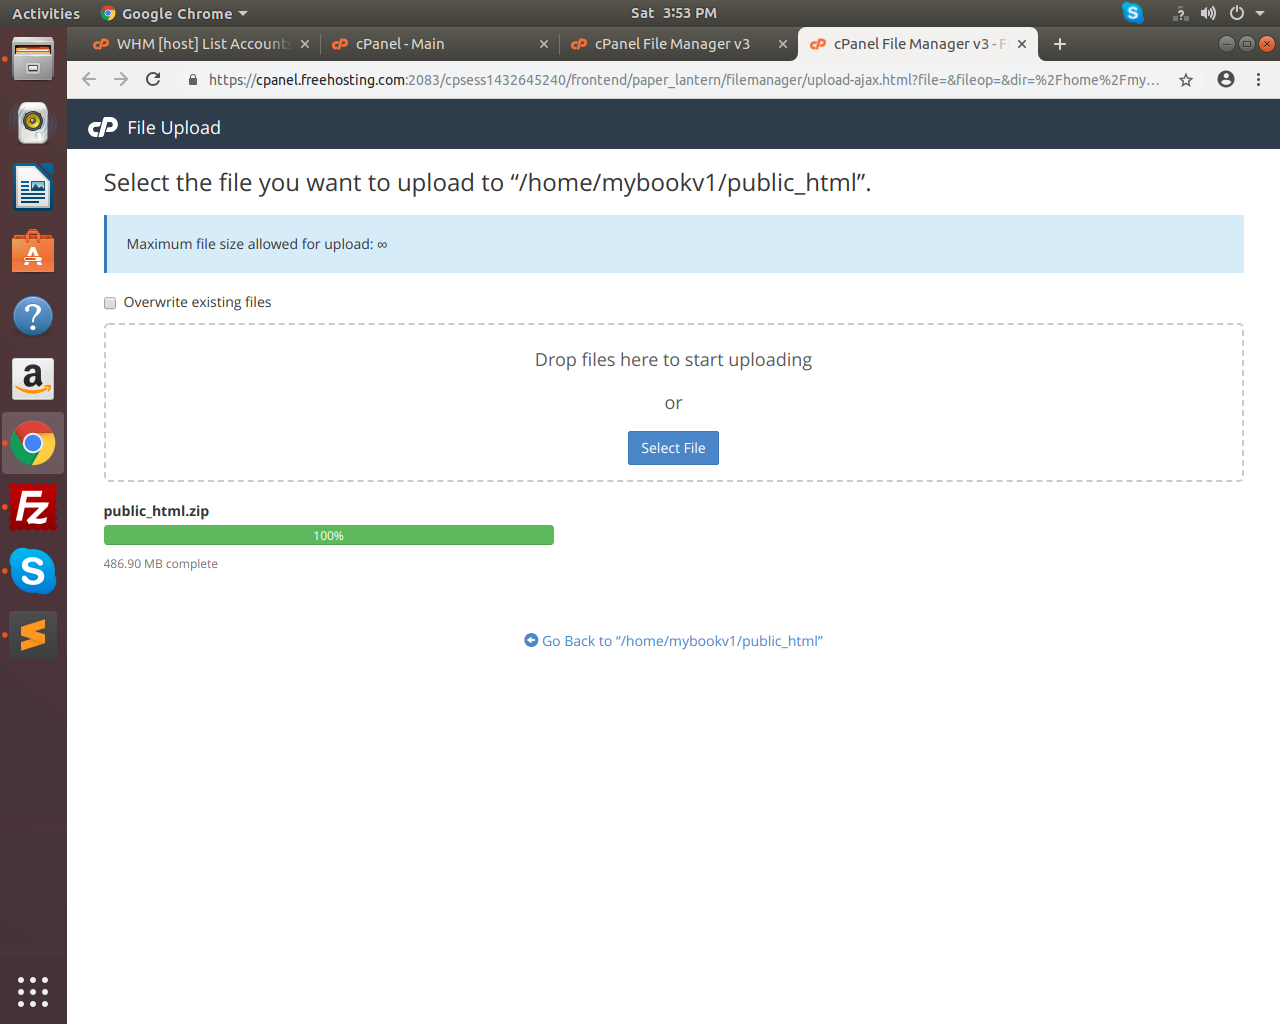 Activities
Google Chrome
Sat 3:53 PM
WHM [host] List Accounts
cPanel - Main
cPanel File Manager v3
cPanel File Manager v3 - F
https://cpanel.freehosting.com:2083/cpsess1432645240/frontend/paper_lantern/filemanager/upload-ajax.html?file=&fileop=&dir=%2Fhome%2Fmy...
cP File Upload
Select the file you want to upload to “/home/mybookv1/public_html”.
Maximum file size allowed for upload: ∞
Overwrite existing files
Drop files here to start uploading
or
Select File
public_html.zip
100%
486.90 MB complete
Go Back to “/home/mybookv1/public_html”